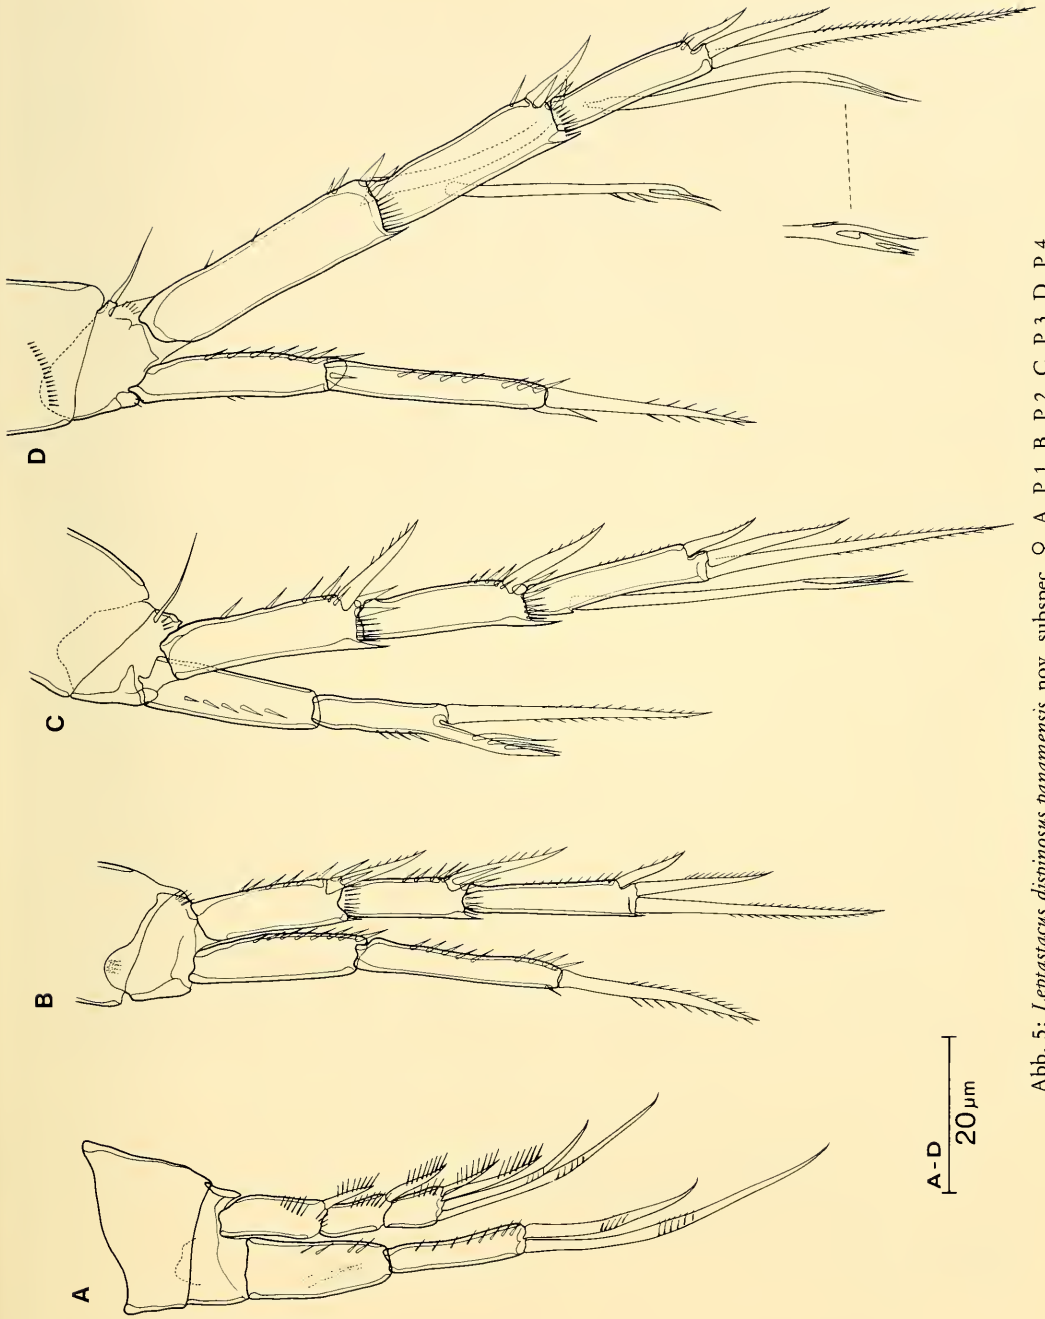 A
B
C
D
A-D
20µm
Abb. 5: Leptastacus dispinosus panamensis nov. subspec. ♀ A P.1 B P.2 C P.3 D P.4